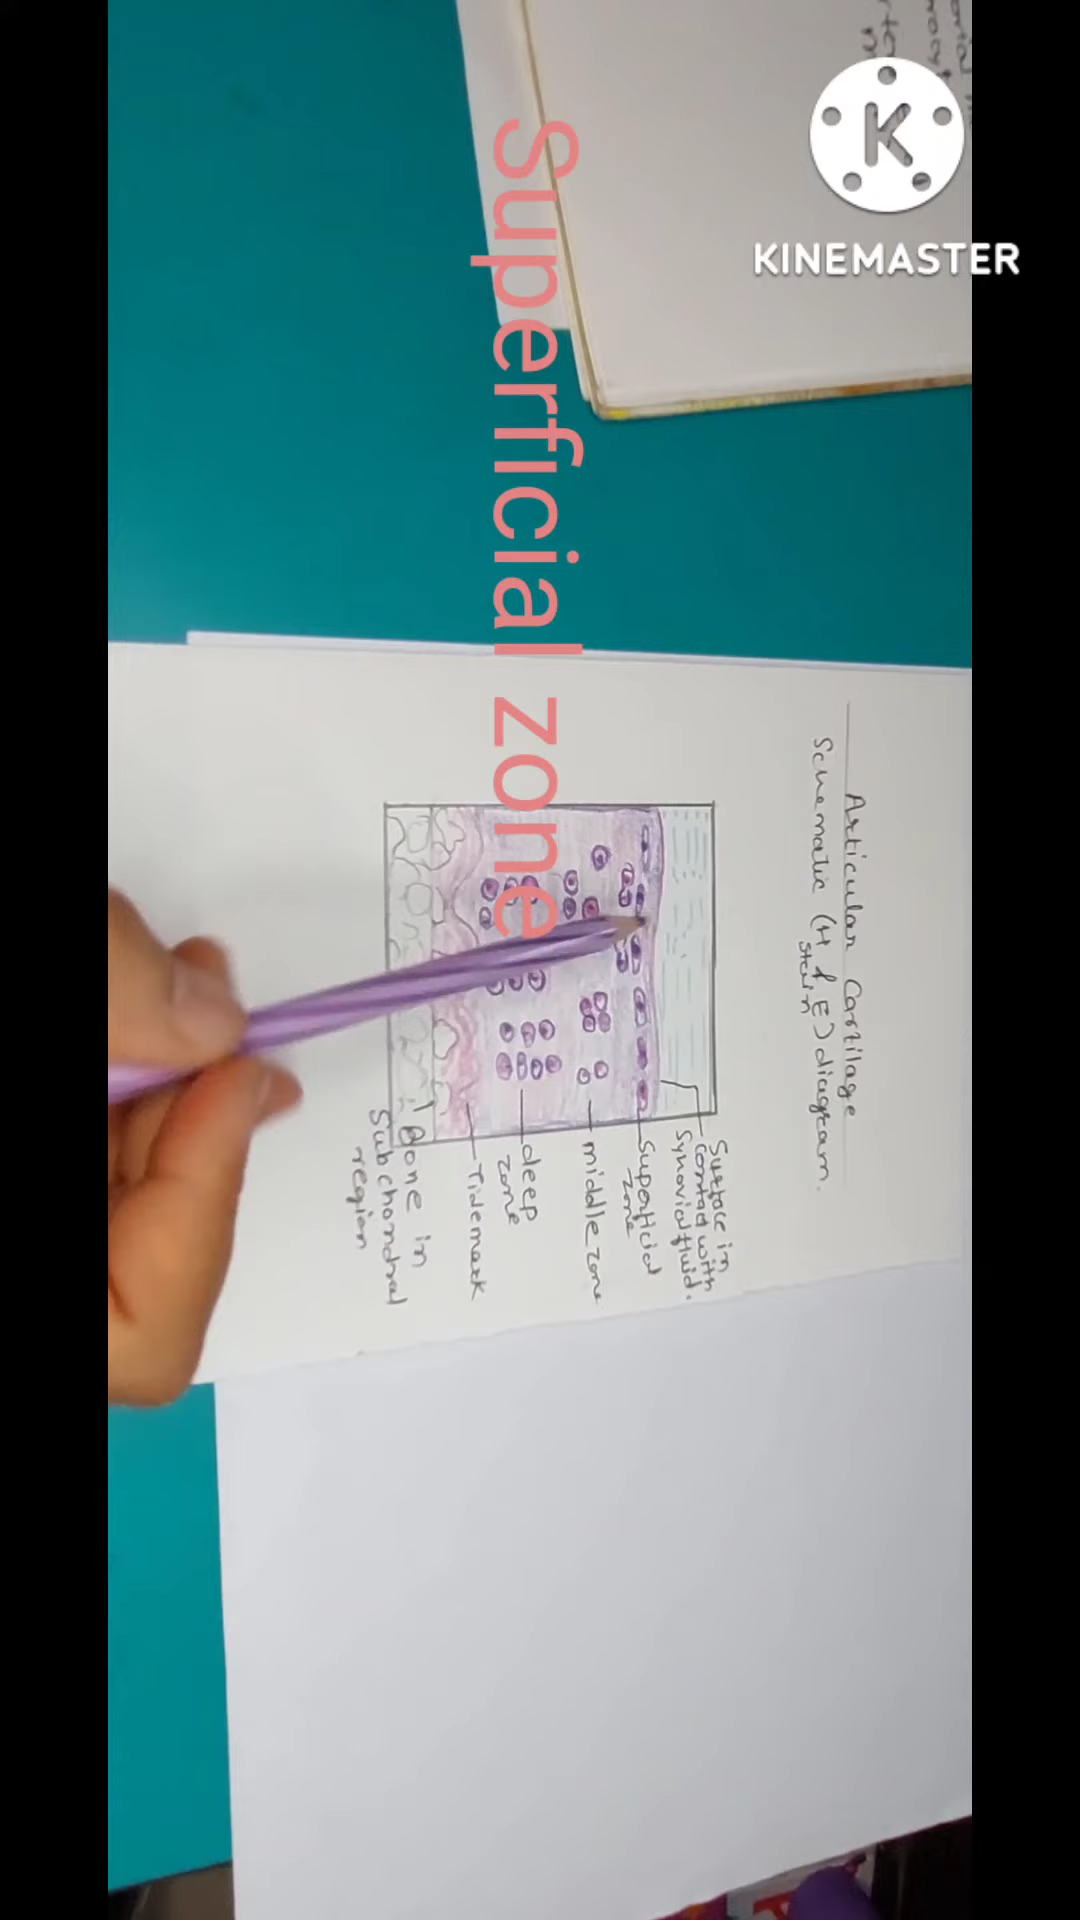 KINEMASTER
Superficial zone
Articular Cartilage
Schematic (H & E) diagram.
stain
Surface in
contact with
Synovial fluid.
Superficial
zone
middle zone
deep
zone
Tidemark
Bone in
Subchondral
region